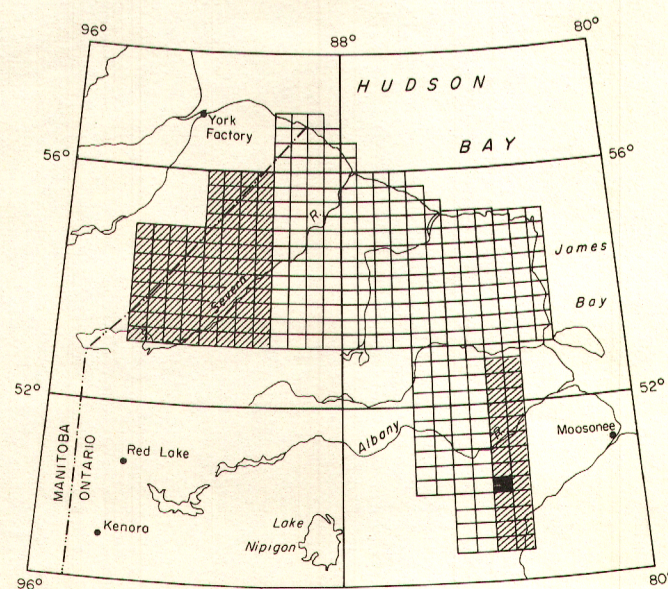 96°
88°
80°
HUDSON
BAY
York
Factory
56°
56°
Severn R.
James
Bay
52°
52°
Albany R.
Moosonee
MANITOBA
ONTARIO
Red Lake
Kenora
Lake
Nipigon
96°
88°
80°